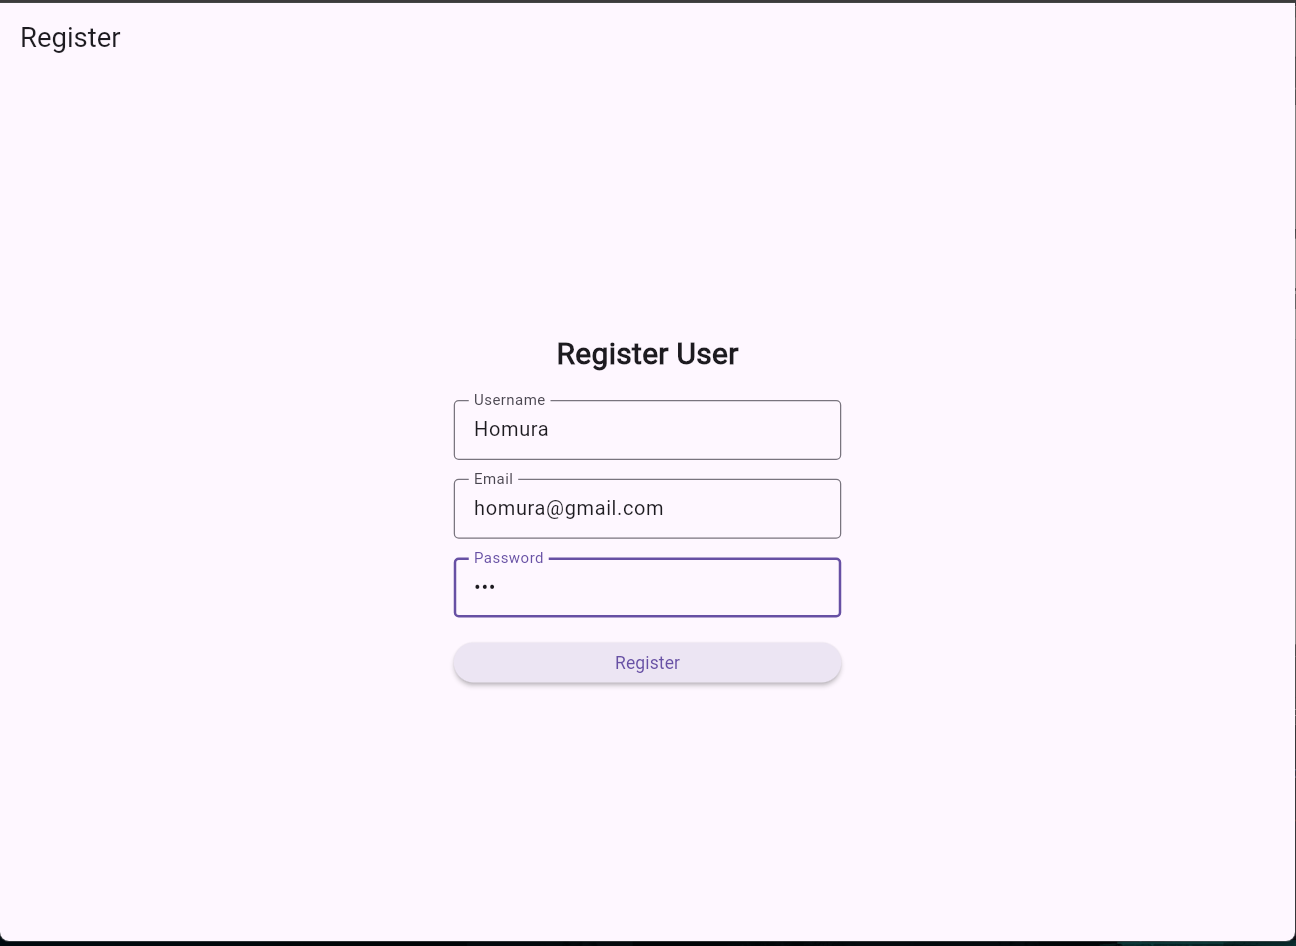 Register
Register User
Username
Homura
Email
homura@gmail.com
Password
•••
Register